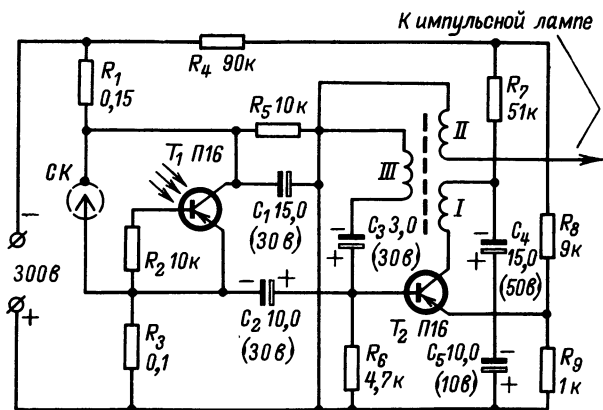 К импульсной лампе
R₄ 90к
R₁
0,15
R₅ 10к
R₇
51к
II
III
I
T₁ П16
СК
C₁ 15,0
(30в)
C₃ 3,0
(30в)
C₄
15,0
(50в)
R₈
9к
−
300в
+
R₂ 10к
− +
C₂ 10,0
(30в)
T₂ П16
R₃
0,1
R₆
4,7к
C₅ 10,0
(10в)
−
+
R₉
1к